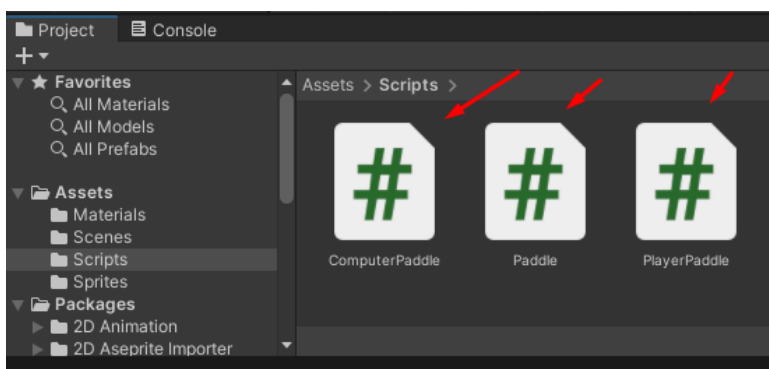 Project
Console
Favorites
All Materials
All Models
All Prefabs
Assets
Materials
Scenes
Scripts
Sprites
Packages
2D Animation
2D Aseprite Importer
Assets > Scripts >
ComputerPaddle
Paddle
PlayerPaddle